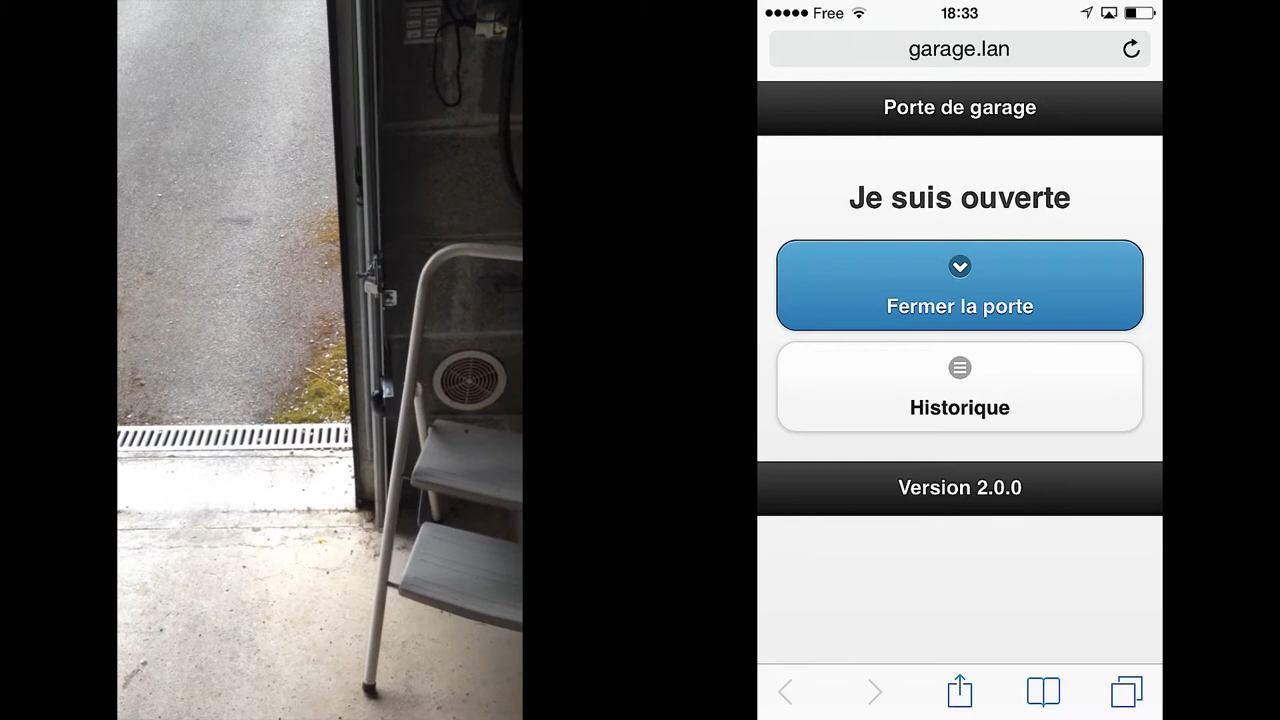 Free 18:33
garage.lan
Porte de garage
Je suis ouverte
Fermer la porte
Historique
Version 2.0.0